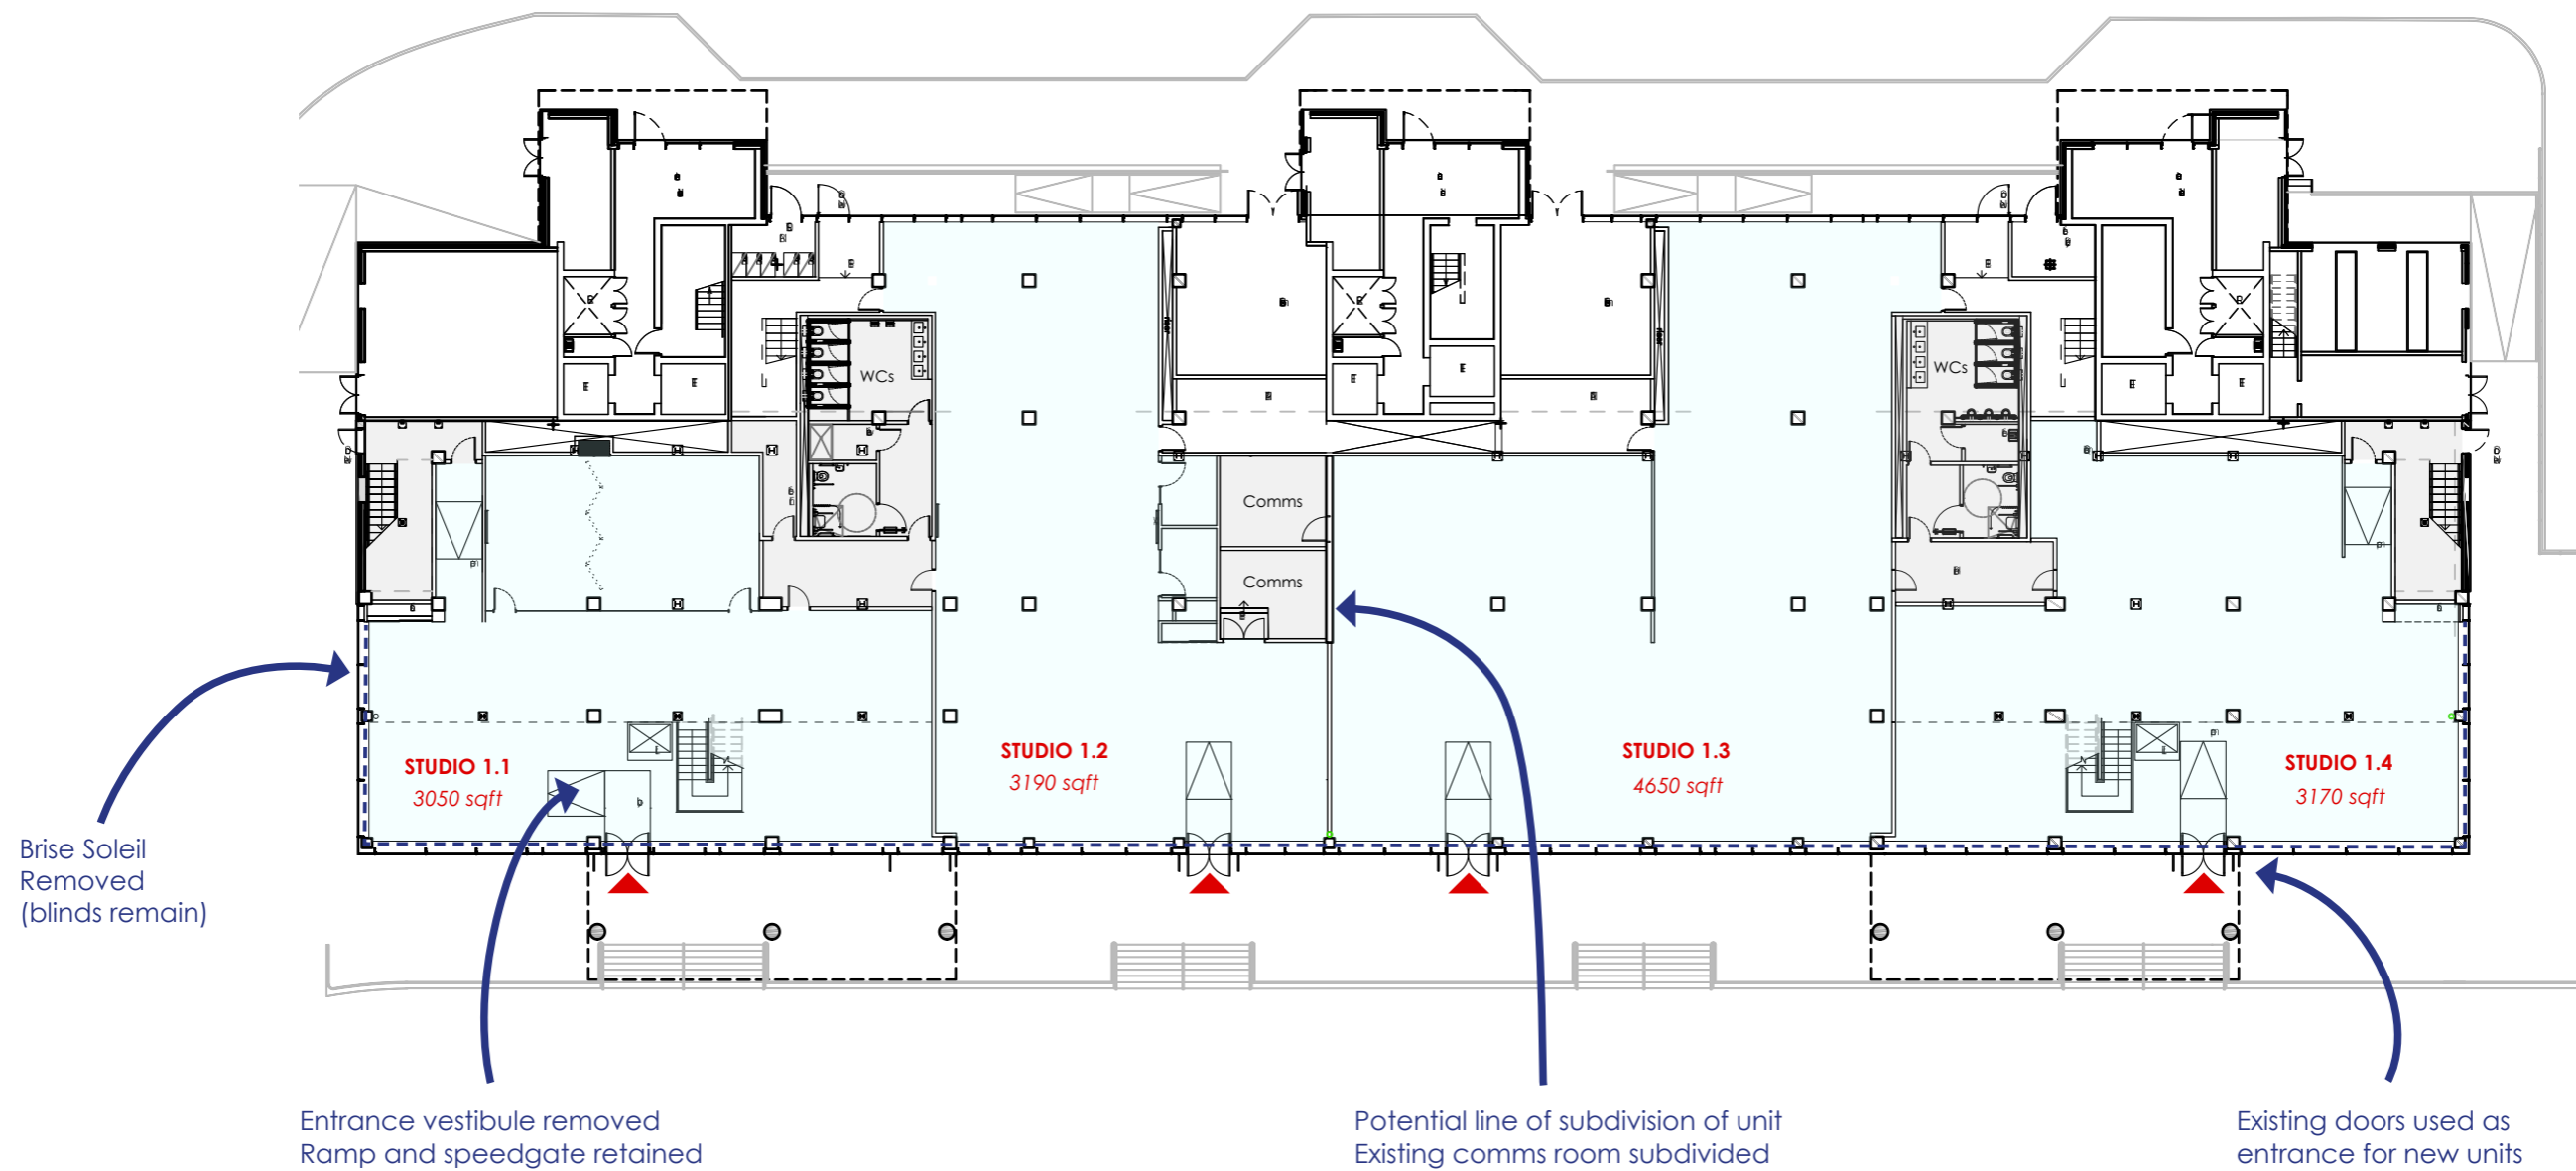 WCs
WCs
Comms
Comms
STUDIO 1.1
3050 sqft
STUDIO 1.2
3190 sqft
STUDIO 1.3
4650 sqft
STUDIO 1.4
3170 sqft
Brise Soleil
Removed
(blinds remain)
Entrance vestibule removed
Ramp and speedgate retained
Potential line of subdivision of unit
Existing comms room subdivided
Existing doors used as
entrance for new units